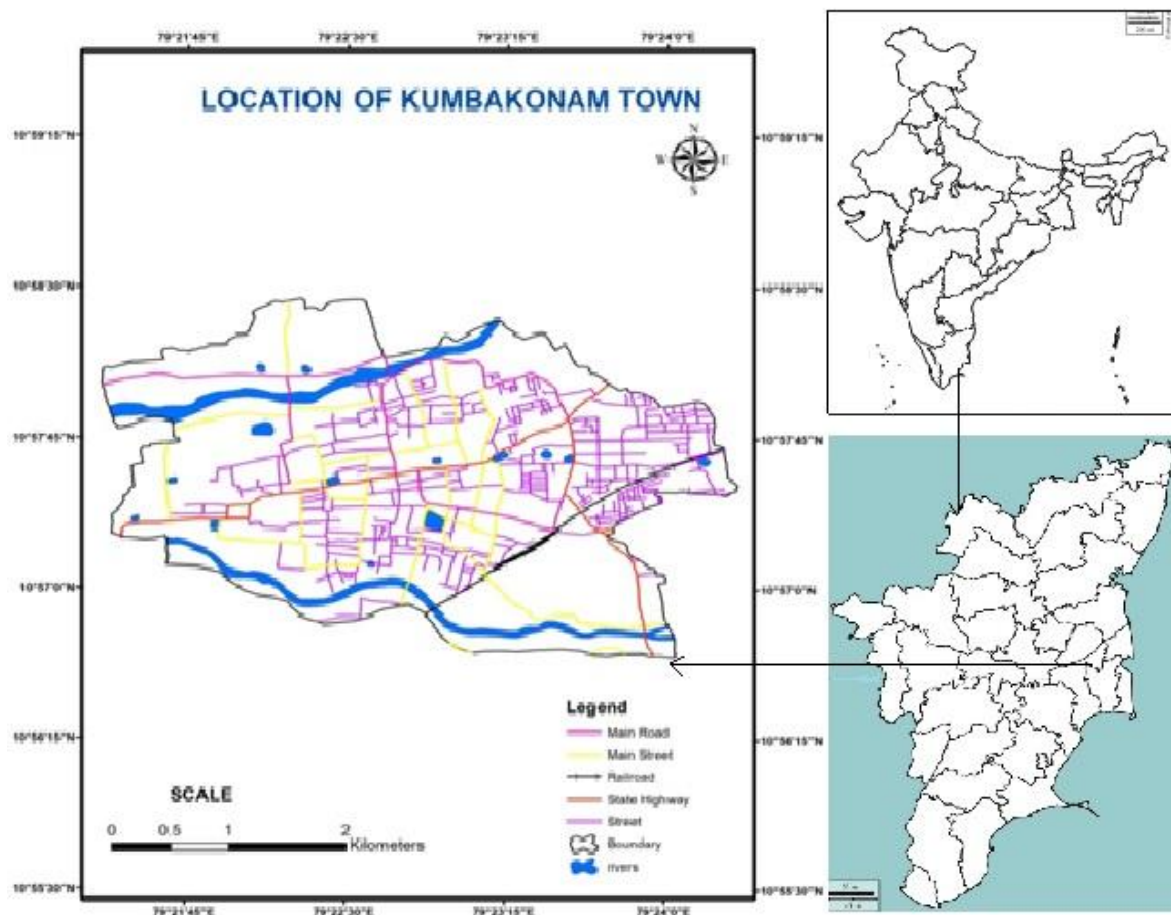 79°21'45"E 79°22'30"E 79°23'15"E 79°24'0"E
LOCATION OF KUMBAKONAM TOWN
N
W E
S
10°59'15"N 10°59'15"N
10°58'30"N 10°58'30"N
10°57'45"N 10°57'45"N
10°57'0"N 10°57'0"N
10°56'15"N 10°56'15"N
10°55'30"N 10°55'30"N
Legend
Main Road
Main Street
Railroad
State Highway
Street
Boundary
rivers
SCALE
0 0.5 1 2
Kilometers
79°21'45"E 79°22'30"E 79°23'15"E 79°24'0"E